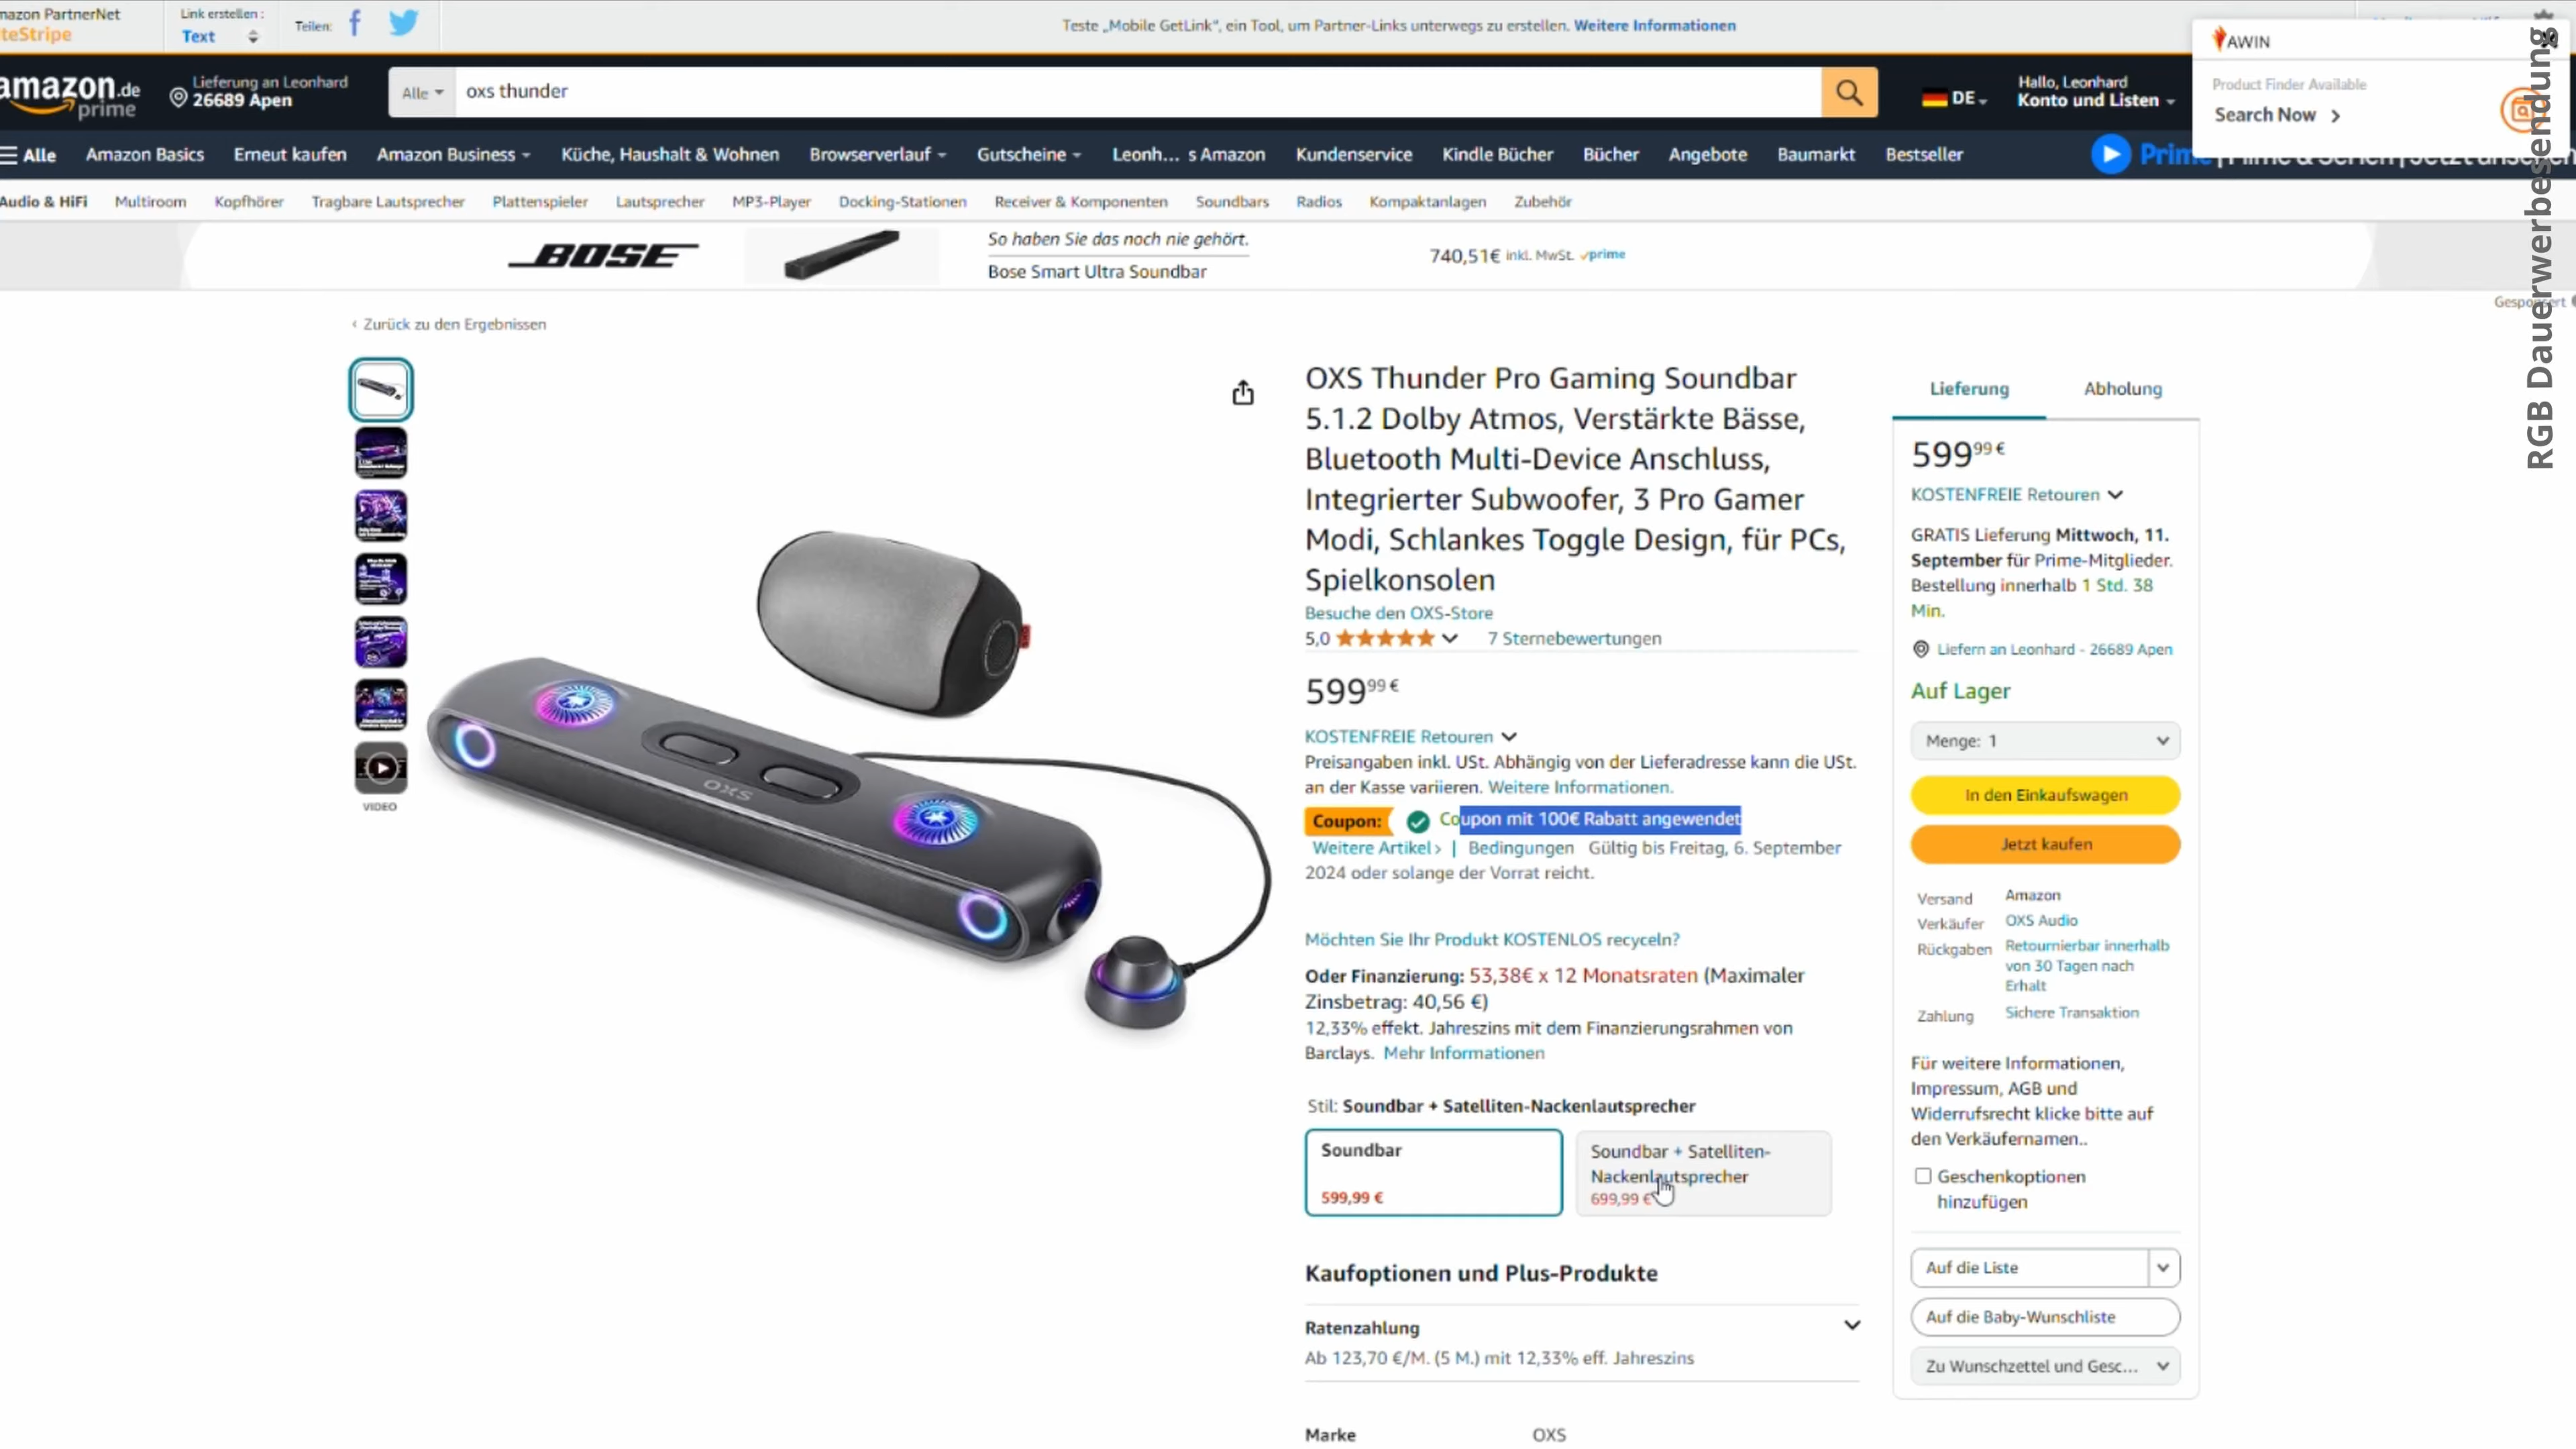 mazon PartnerNet
iteStripe
Link erstellen :
Text
Teilen:
Teste „Mobile GetLink“, ein Tool, um Partner-Links unterwegs zu erstellen. Weitere Informationen
AWIN
Product Finder Available
Search Now
RGB Dauerwerbesendung
amazon.de
prime
Lieferung an Leonhard
26689 Apen
Alle
oxs thunder
DE
Hallo, Leonhard
Konto und Listen
Alle
Amazon Basics
Erneut kaufen
Amazon Business
Küche, Haushalt & Wohnen
Browserverlauf
Gutscheine
Leonh... s Amazon
Kundenservice
Kindle Bücher
Bücher
Angebote
Baumarkt
Bestseller
Audio & HiFi
Multiroom
Kopfhörer
Tragbare Lautsprecher
Plattenspieler
Lautsprecher
MP3-Player
Docking-Stationen
Receiver & Komponenten
Soundbars
Radios
Kompaktanlagen
Zubehör
BOSE
So haben Sie das noch nie gehört.
Bose Smart Ultra Soundbar
740,51€ inkl. MwSt. prime
‹ Zurück zu den Ergebnissen
VIDEO
OXS
OXS Thunder Pro Gaming Soundbar
5.1.2 Dolby Atmos, Verstärkte Bässe,
Bluetooth Multi-Device Anschluss,
Integrierter Subwoofer, 3 Pro Gamer
Modi, Schlankes Toggle Design, für PCs,
Spielkonsolen
Besuche den OXS-Store
5,0
7 Sternebewertungen
599 99 €
KOSTENFREIE Retouren
Preisangaben inkl. USt. Abhängig von der Lieferadresse kann die USt.
an der Kasse variieren. Weitere Informationen.
Coupon: Coupon mit 100€ Rabatt angewendet
Weitere Artikel › | Bedingungen Gültig bis Freitag, 6. September
2024 oder solange der Vorrat reicht.
Möchten Sie Ihr Produkt KOSTENLOS recyceln?
Oder Finanzierung: 53,38€ x 12 Monatsraten (Maximaler
Zinsbetrag: 40,56 €)
12,33% effekt. Jahreszins mit dem Finanzierungsrahmen von
Barclays. Mehr Informationen
Stil: Soundbar + Satelliten-Nackenlautsprecher
Soundbar
599,99 €
Soundbar + Satelliten-
Nackenlautsprecher
699,99 €
Kaufoptionen und Plus-Produkte
Ratenzahlung
Ab 123,70 €/M. (5 M.) mit 12,33% eff. Jahreszins
Marke OXS
Lieferung
Abholung
599 99 €
KOSTENFREIE Retouren
GRATIS Lieferung Mittwoch, 11.
September für Prime-Mitglieder.
Bestellung innerhalb 1 Std. 38
Min.
Liefern an Leonhard - 26689 Apen
Auf Lager
Menge: 1
In den Einkaufswagen
Jetzt kaufen
Versand Amazon
Verkäufer OXS Audio
Rückgaben Retournierbar innerhalb
von 30 Tagen nach
Erhalt
Zahlung Sichere Transaktion
Für weitere Informationen,
Impressum, AGB und
Widerrufsrecht klicke bitte auf
den Verkäufernamen..
Geschenkoptionen
hinzufügen
Auf die Liste
Auf die Baby-Wunschliste
Zu Wunschzettel und Gesc...